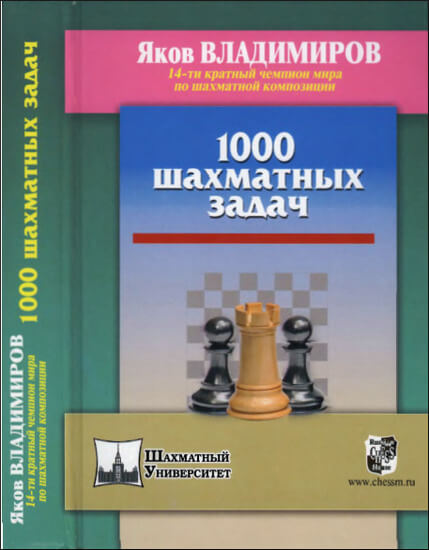 Яков ВЛАДИМИРОВ
14-ти кратный чемпион мира
по шахматной композиции
1000
ШАХМАТНЫХ
ЗАДАЧ
ШАХМАТНЫЙ
УНИВЕРСИТЕТ
www.chessm.ru
Яков ВЛАДИМИРОВ
14-ти кратный чемпион мира
по шахматной композиции
1000 ШАХМАТНЫХ ЗАДАЧ